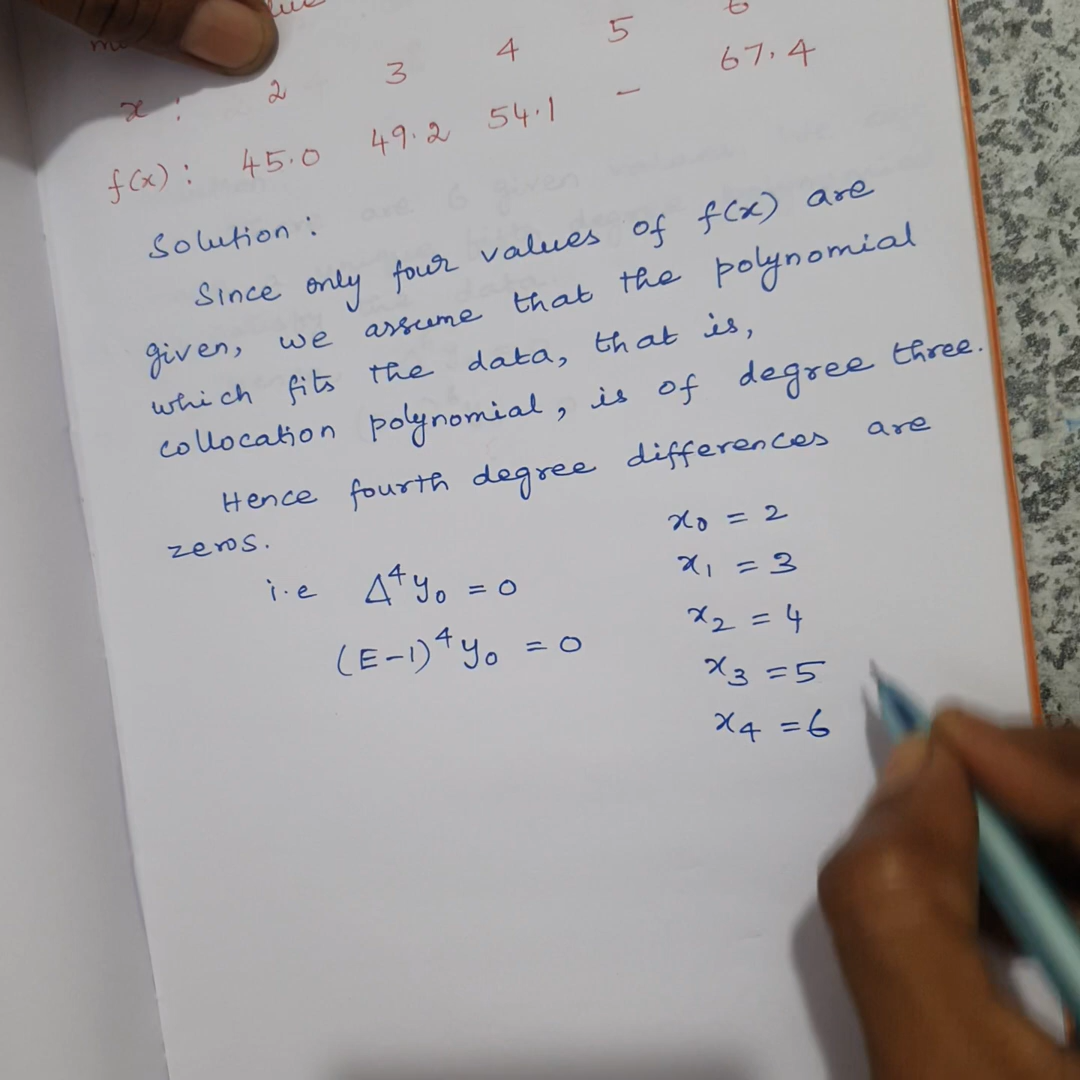 x : 2 3 4 5 6
f(x) : 45.0 49.2 54.1 – 67.4
Solution :
Since only four values of f(x) are
given, we assume that the polynomial
which fits the data, that is,
collocation polynomial, is of degree three.
Hence fourth degree differences are
zeros.
i.e Δ⁴y₀ = 0
(E-1)⁴y₀ = 0
x₀ = 2
x₁ = 3
x₂ = 4
x₃ = 5
x₄ = 6